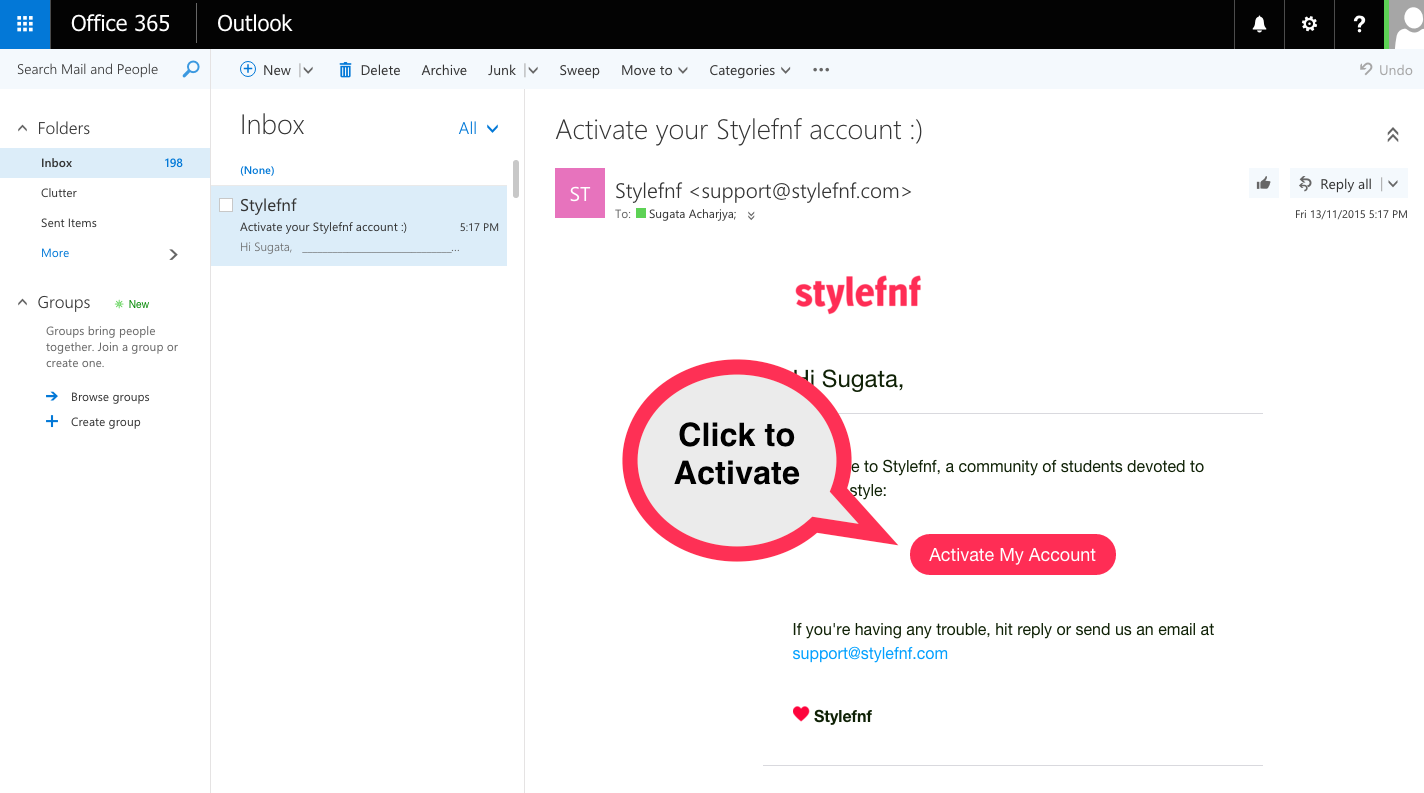 Office 365
Outlook
?
Search Mail and People
New
Delete
Archive
Junk
Sweep
Move to
Categories
Undo
Folders
Inbox 198
Clutter
Sent Items
More
Groups
New
Groups bring people
together. Join a group or
create one.
Browse groups
Create group
Inbox
All
(None)
Stylefnf
Activate your Stylefnf account :) 5:17 PM
Hi Sugata, ...
Activate your Stylefnf account :)
ST
Stylefnf <support@stylefnf.com>
To: Sugata Acharjya;
Reply all
Fri 13/11/2015 5:17 PM
stylefnf
Hi Sugata,
Click to
Activate
to Stylefnf, a community of students devoted to
style:
Activate My Account
If you're having any trouble, hit reply or send us an email at
support@stylefnf.com
Stylefnf